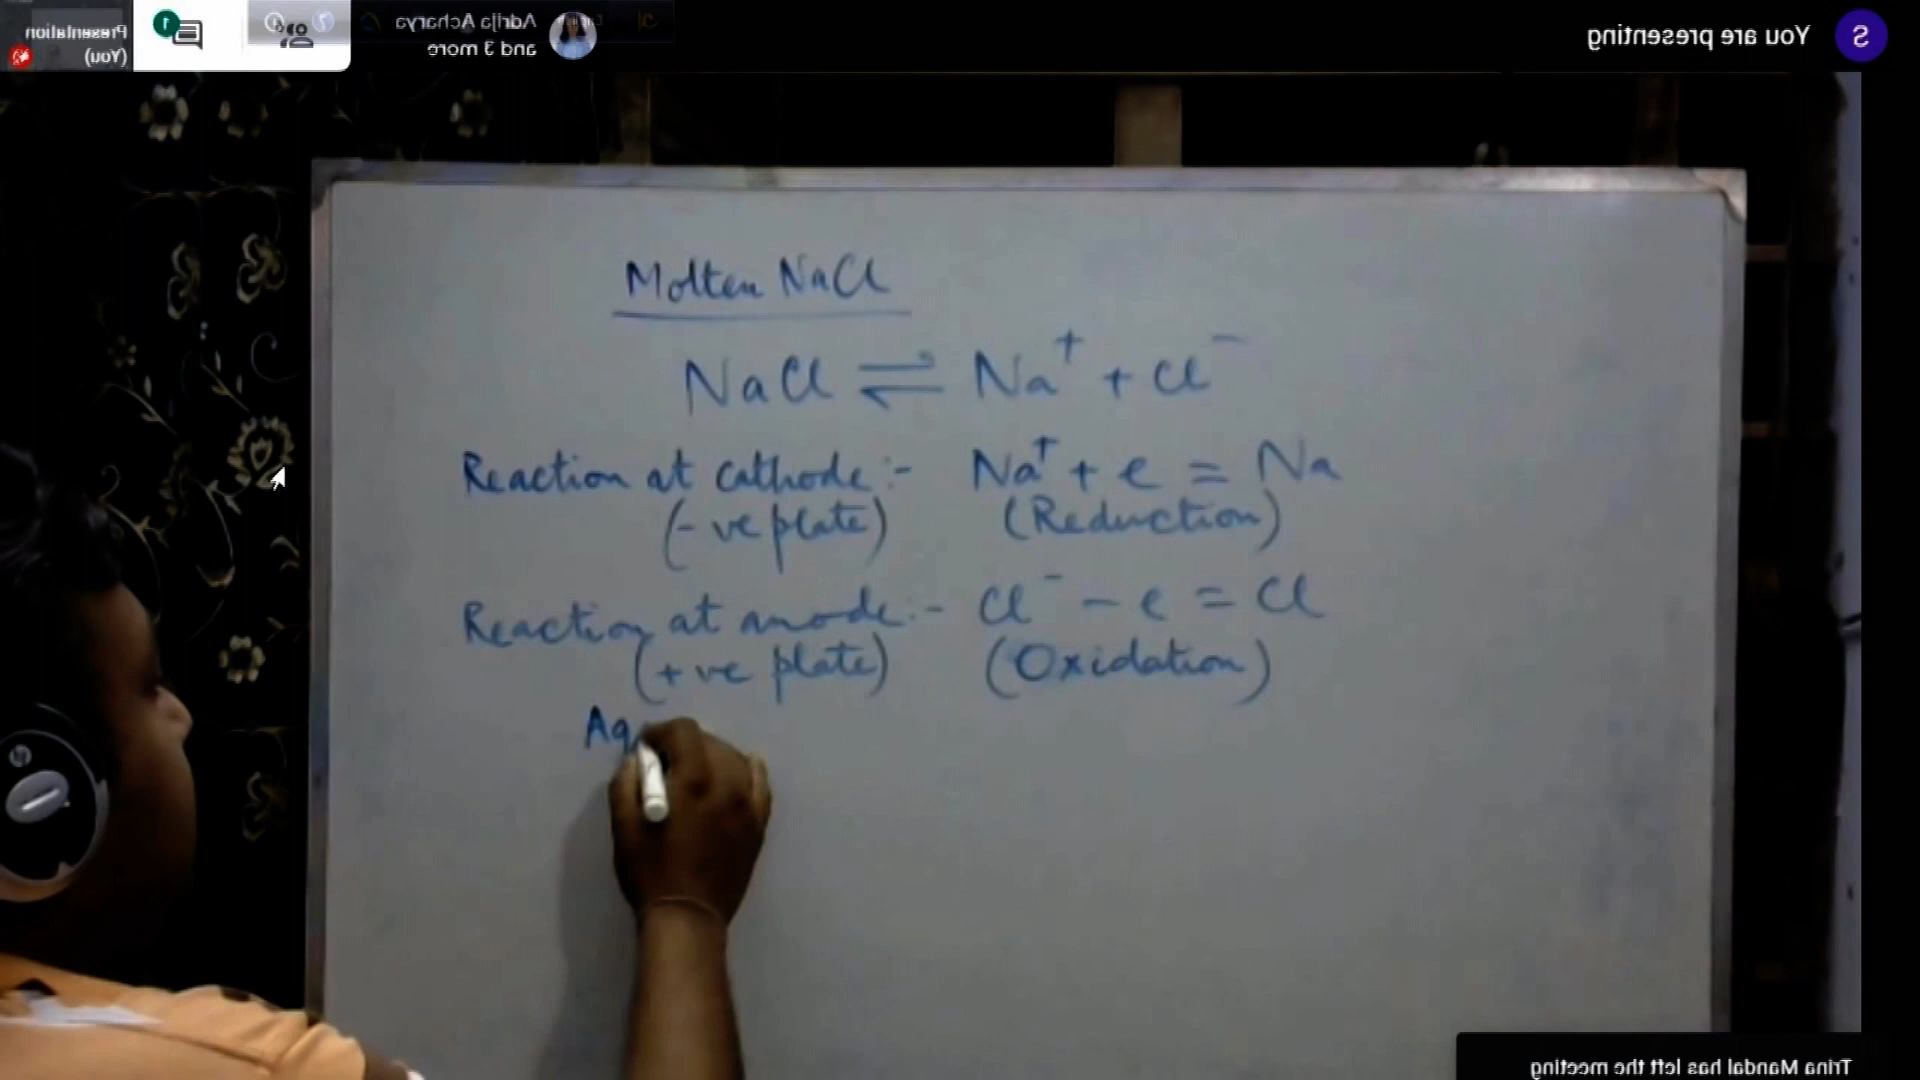 Presentation
(You)
1
Adrija Acharya
and 3 more
You are presenting
S
Molten NaCl
NaCl ⇌ Na⁺ + Cl⁻
Reaction at cathode :- Na⁺ + e = Na
(-ve plate) (Reduction)
Reaction at anode :- Cl⁻ - e = Cl
(+ve plate) (Oxidation)
Aq
Trina Mandal has left the meeting